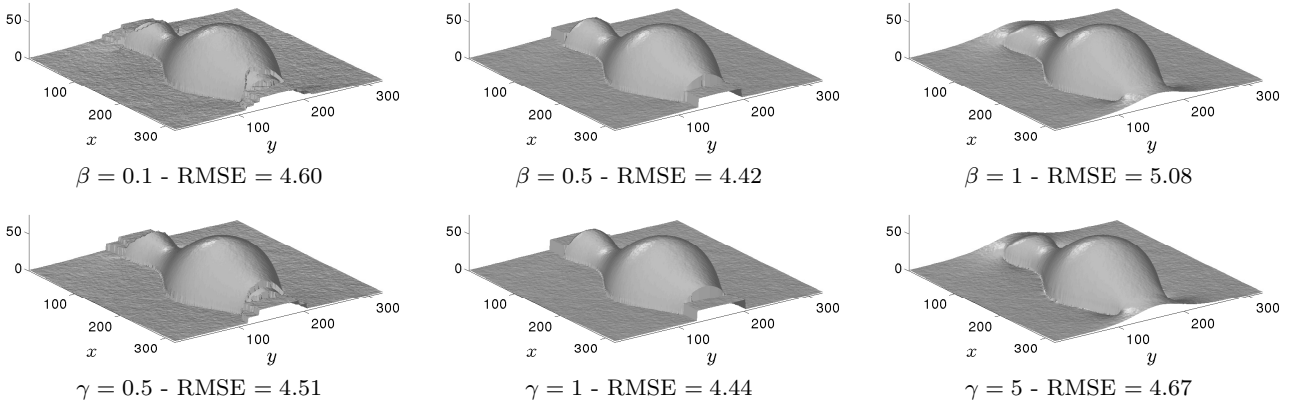 50
0
100
200
300
x
100
200
300
y
β = 0.1 - RMSE = 4.60
50
0
100
200
300
x
100
200
300
y
β = 0.5 - RMSE = 4.42
50
0
100
200
300
x
100
200
300
y
β = 1 - RMSE = 5.08
50
0
100
200
300
x
100
200
300
y
γ = 0.5 - RMSE = 4.51
50
0
100
200
300
x
100
200
300
y
γ = 1 - RMSE = 4.44
50
0
100
200
300
x
100
200
300
y
γ = 5 - RMSE = 4.67